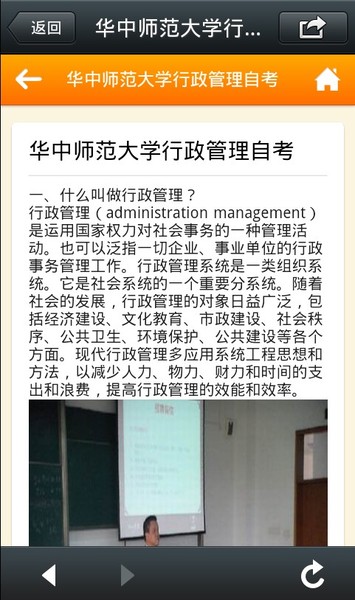 返回
华中师范大学行...
华中师范大学行政管理自考
华中师范大学行政管理自考
一、什么叫做行政管理？
行政管理（administration management）
是运用国家权力对社会事务的一种管理活
动。也可以泛指一切企业、事业单位的行政
事务管理工作。行政管理系统是一类组织系
统。它是社会系统的一个重要分系统。随着
社会的发展，行政管理的对象日益广泛，包
括经济建设、文化教育、市政建设、社会秩
序、公共卫生、环境保护、公共建设等各个
方面。现代行政管理多应用系统工程思想和
方法，以减少人力、物力、财力和时间的支
出和浪费，提高行政管理的效能和效率。